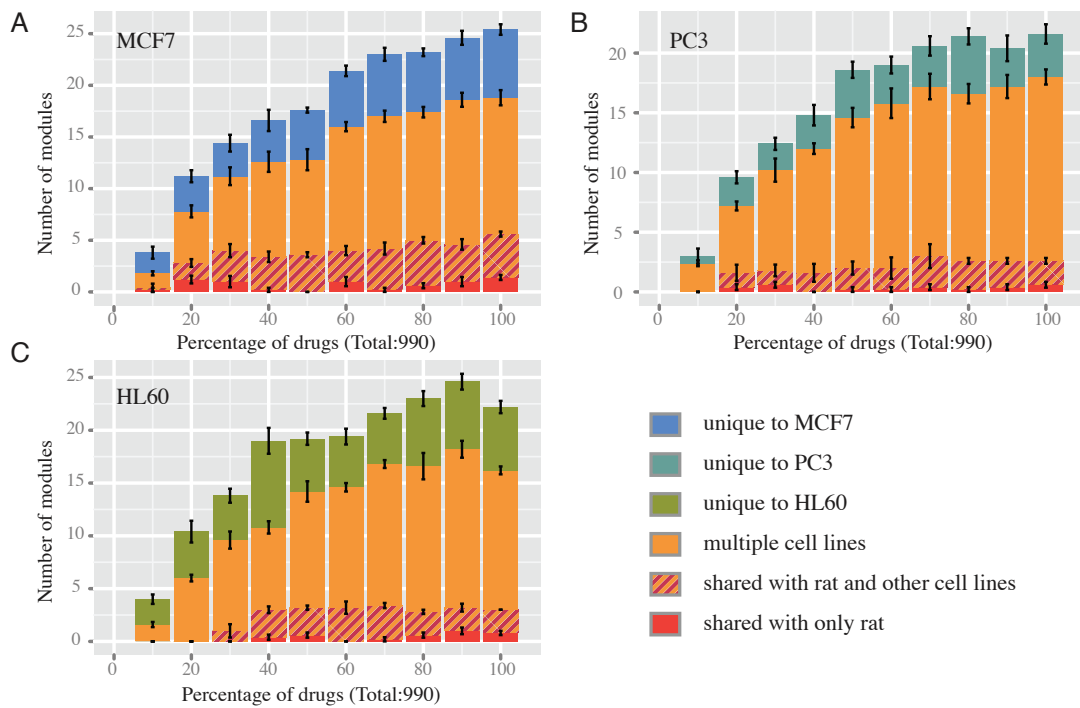 A
MCF7
Number of modules
25
20
15
10
5
0
0
20
40
60
80
100
Percentage of drugs (Total:990)
B
PC3
Number of modules
20
15
10
5
0
0
20
40
60
80
100
Percentage of drugs (Total:990)
C
HL60
Number of modules
25
20
15
10
5
0
0
20
40
60
80
100
Percentage of drugs (Total:990)
unique to MCF7
unique to PC3
unique to HL60
multiple cell lines
shared with rat and other cell lines
shared with only rat